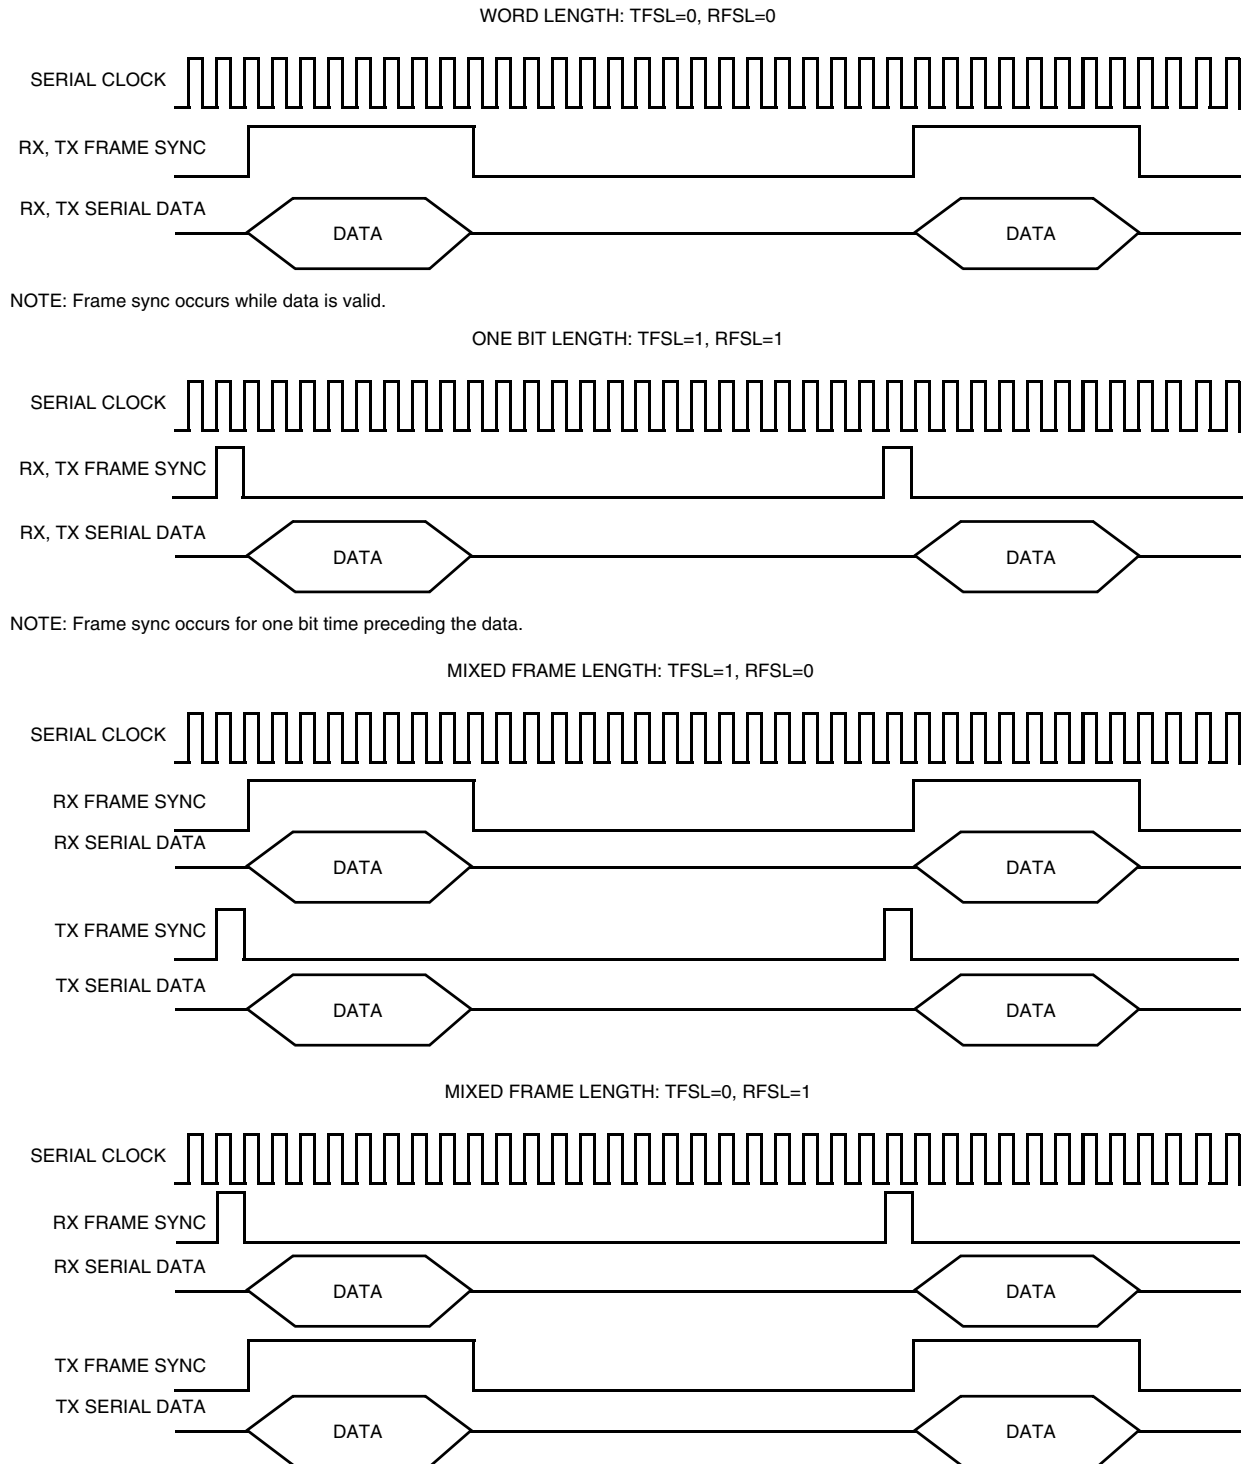 WORD LENGTH: TFSL=0, RFSL=0
SERIAL CLOCK
RX, TX FRAME SYNC
RX, TX SERIAL DATA
DATA DATA
NOTE: Frame sync occurs while data is valid.
ONE BIT LENGTH: TFSL=1, RFSL=1
SERIAL CLOCK
RX, TX FRAME SYNC
RX, TX SERIAL DATA
DATA DATA
NOTE: Frame sync occurs for one bit time preceding the data.
MIXED FRAME LENGTH: TFSL=1, RFSL=0
SERIAL CLOCK
RX FRAME SYNC
RX SERIAL DATA
DATA DATA
TX FRAME SYNC
TX SERIAL DATA
DATA DATA
MIXED FRAME LENGTH: TFSL=0, RFSL=1
SERIAL CLOCK
RX FRAME SYNC
RX SERIAL DATA
DATA DATA
TX FRAME SYNC
TX SERIAL DATA
DATA DATA